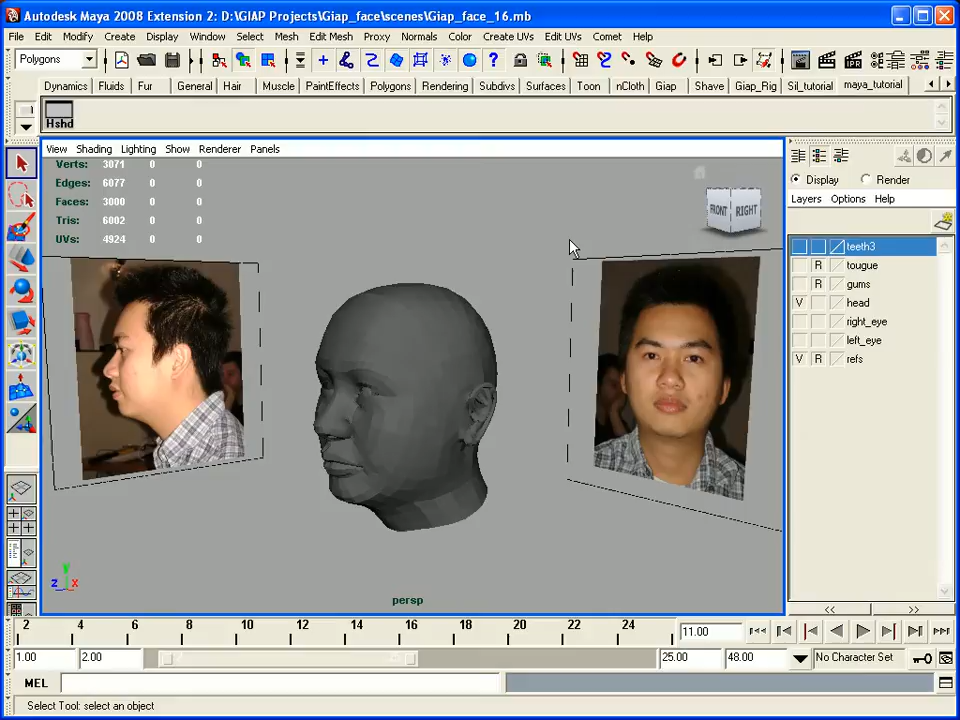 Autodesk Maya 2008 Extension 2: D:\GIAP Projects\Giap_face\scenes\Giap_face_16.mb
File Edit Modify Create Display Window Select Mesh Edit Mesh Proxy Normals Color Create UVs Edit UVs Comet Help
Polygons
Dynamics Fluids Fur General Hair Muscle PaintEffects Polygons Rendering Subdivs Surfaces Toon nCloth Giap Shave Giap_Rig Sil_tutorial maya_tutorial
Hshd
View Shading Lighting Show Renderer Panels
Verts: 3071 0 0
Edges: 6077 0 0
Faces: 3000 0 0
Tris: 6002 0 0
UVs: 4924 0 0
FRONT RIGHT
Display Render
Layers Options Help
teeth3
R tougue
R gums
V head
right_eye
left_eye
V R refs
y
z x
persp
<< >>
2 4 6 8 10 12 14 16 18 20 22 24
11.00
1.00 2.00 25.00 48.00 No Character Set
MEL
Select Tool: select an object